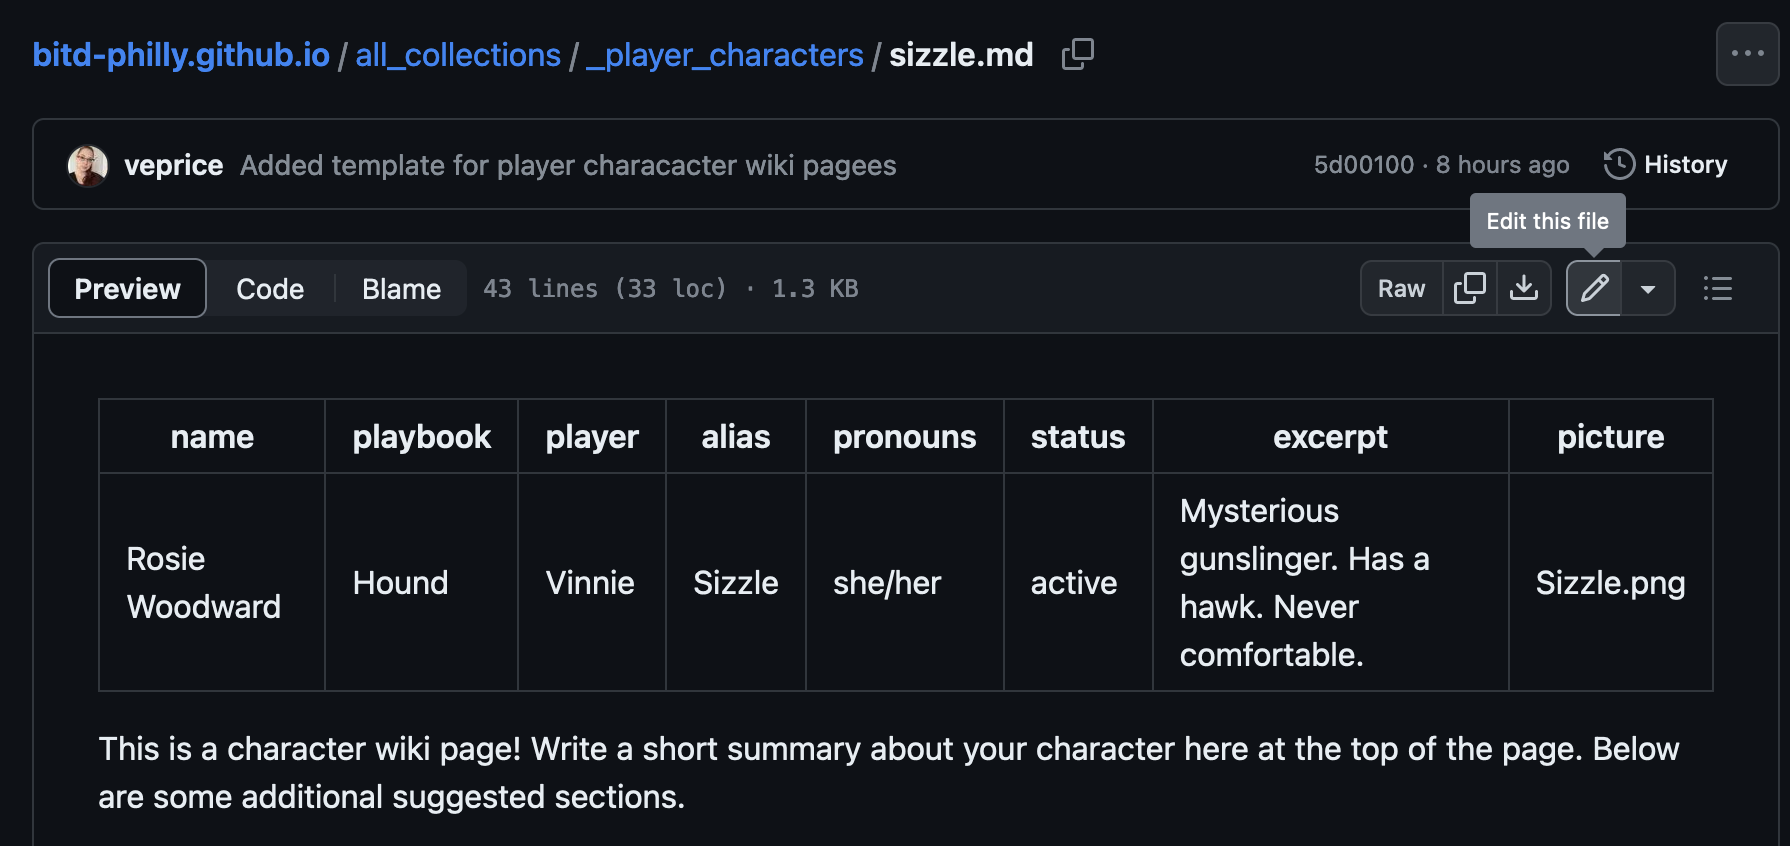 bitd-philly.github.io / all_collections / _player_characters / sizzle.md
veprice Added template for player characacter wiki pagees 5d00100 · 8 hours ago History
Edit this file
Preview Code Blame 43 lines (33 loc) · 1.3 KB Raw
name playbook player alias pronouns status excerpt picture
Rosie Woodward Hound Vinnie Sizzle she/her active Mysterious gunslinger. Has a hawk. Never comfortable. Sizzle.png
This is a character wiki page! Write a short summary about your character here at the top of the page. Below
are some additional suggested sections.